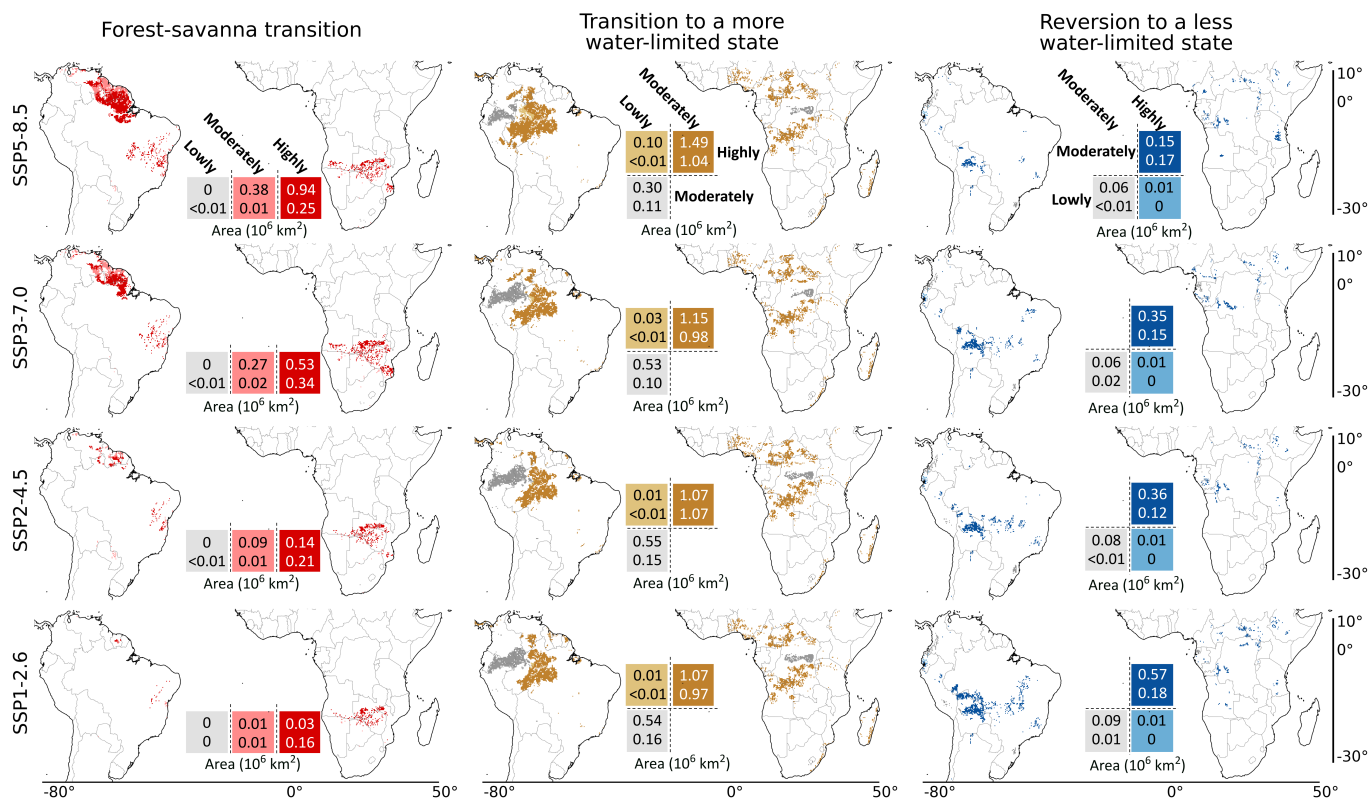 Forest-savanna transition
Transition to a more
water-limited state
Reversion to a less
water-limited state
SSP5-8.5
Lowly
Moderately
Highly
0
0.38
0.94
<0.01
0.01
0.25
Area (10⁶ km²)
Lowly
Moderately
0.10
1.49
<0.01
1.04
Highly
0.30
0.11
Moderately
Area (10⁶ km²)
Moderately
Highly
Moderately
0.15
0.17
Lowly
0.06
0.01
<0.01
0
Area (10⁶ km²)
10°
0°
-30°
SSP3-7.0
0
0.27
0.53
<0.01
0.02
0.34
Area (10⁶ km²)
0.03
1.15
<0.01
0.98
0.53
0.10
Area (10⁶ km²)
0.35
0.15
0.06
0.01
0.02
0
Area (10⁶ km²)
10°
0°
-30°
SSP2-4.5
0
0.09
0.14
<0.01
0.01
0.21
Area (10⁶ km²)
0.01
1.07
<0.01
1.07
0.55
0.15
Area (10⁶ km²)
0.36
0.12
0.08
0.01
<0.01
0
Area (10⁶ km²)
10°
0°
-30°
SSP1-2.6
0
0.01
0.03
0
0.01
0.16
Area (10⁶ km²)
0.01
1.07
<0.01
0.97
0.54
0.16
Area (10⁶ km²)
0.57
0.18
0.09
0.01
0.01
0
Area (10⁶ km²)
10°
0°
-30°
-80°
0°
50°
-80°
0°
50°
-80°
0°
50°